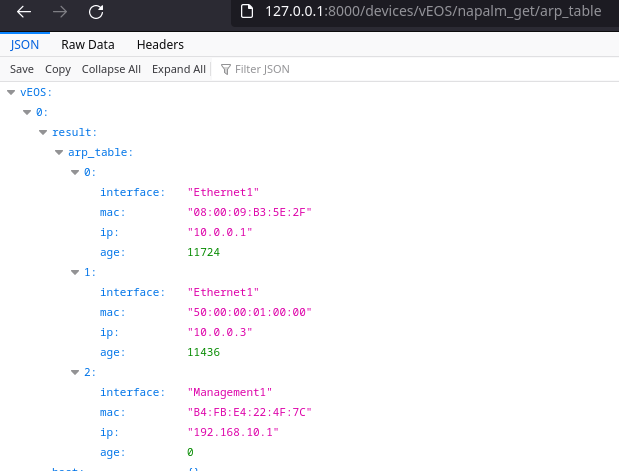 127.0.0.1:8000/devices/vEOS/napalm_get/arp_table
JSON Raw Data Headers
Save Copy Collapse All Expand All Filter JSON
vEOS:
0:
result:
arp_table:
0:
interface: "Ethernet1"
mac: "08:00:09:B3:5E:2F"
ip: "10.0.0.1"
age: 11724
1:
interface: "Ethernet1"
mac: "50:00:00:01:00:00"
ip: "10.0.0.3"
age: 11436
2:
interface: "Management1"
mac: "B4:FB:E4:22:4F:7C"
ip: "192.168.10.1"
age: 0
host: {}